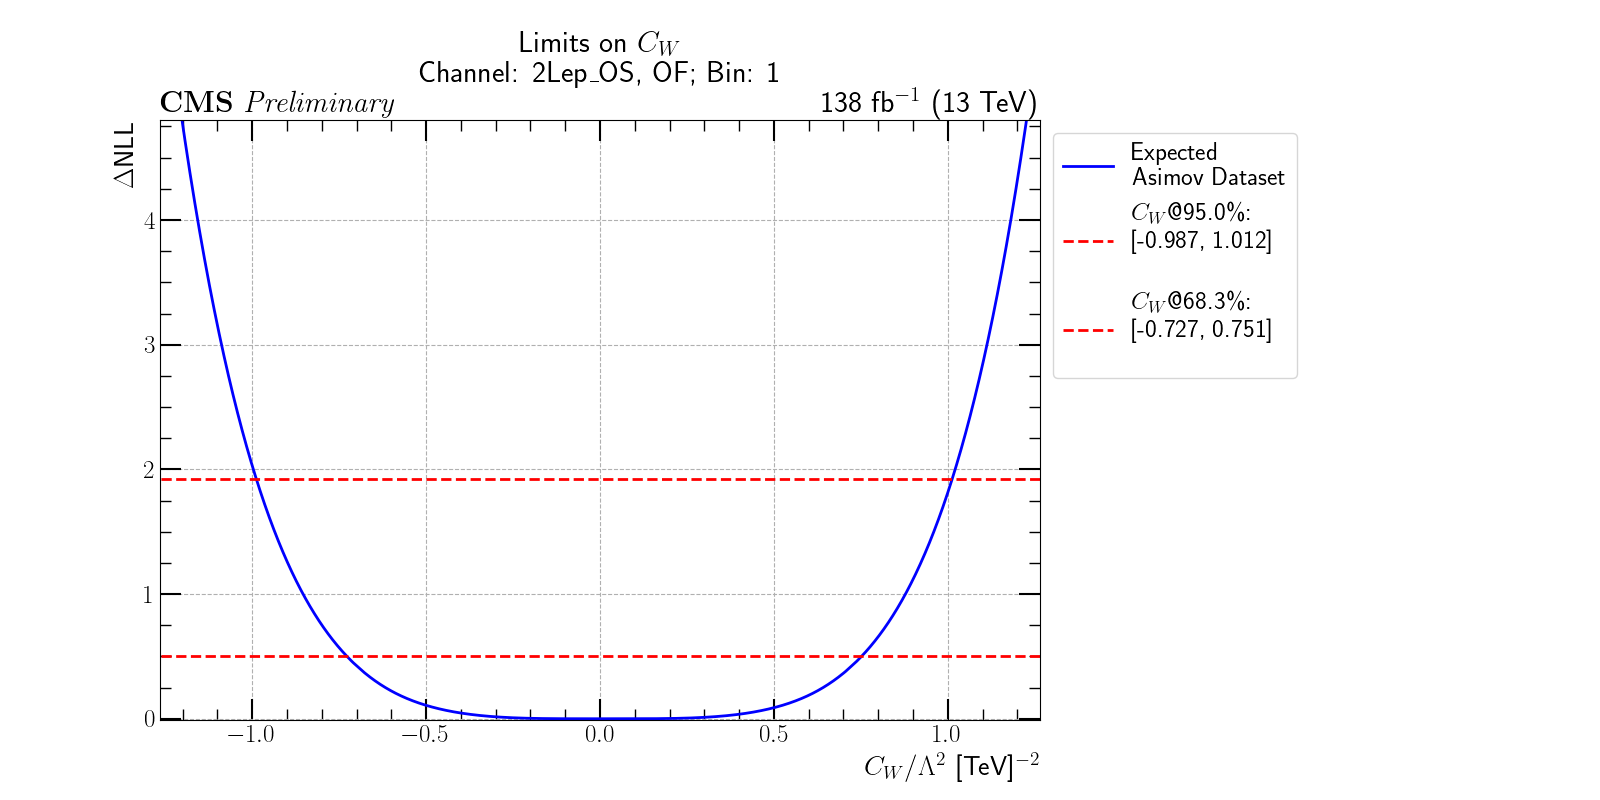 Limits on C_W
Channel: 2Lep_OS, OF; Bin: 1
CMS Preliminary
138 fb⁻¹ (13 TeV)
ΔNLL
4
3
2
1
0
−1.0
−0.5
0.0
0.5
1.0
C_W/Λ² [TeV]⁻²
Expected
Asimov Dataset
C_W@95.0%:
[-0.987, 1.012]
C_W@68.3%:
[-0.727, 0.751]